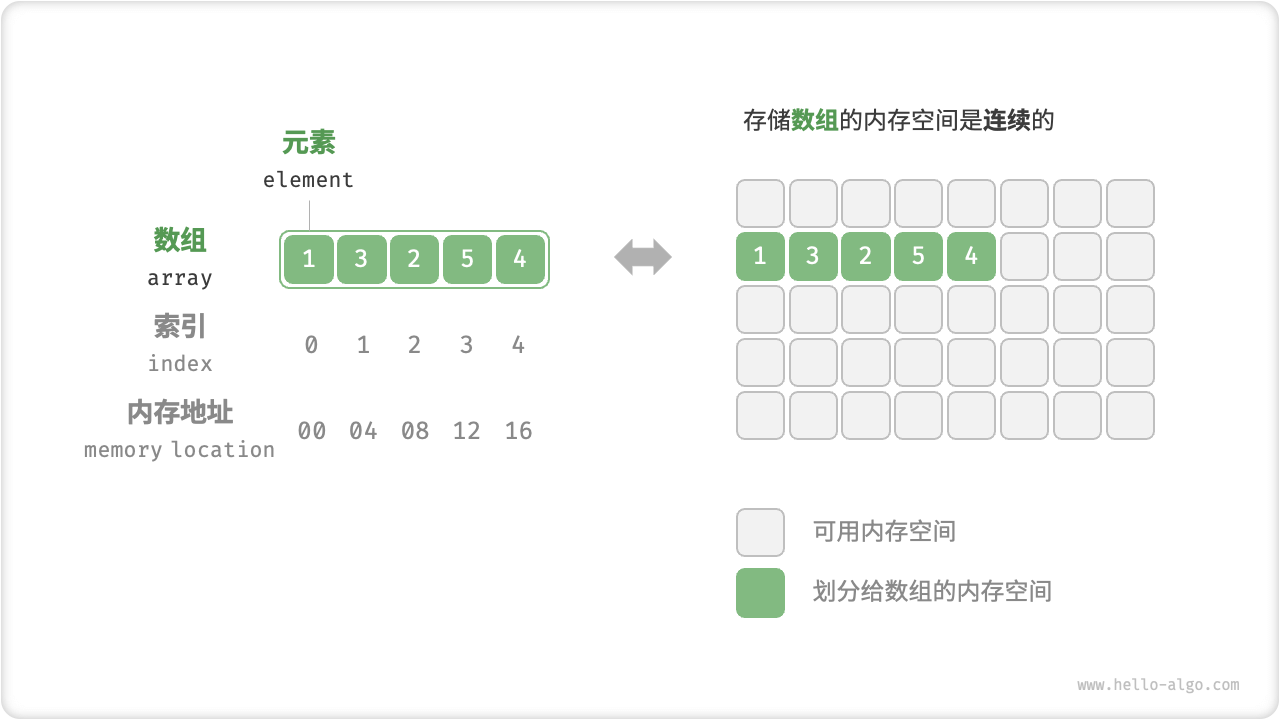 存储数组的内存空间是连续的
元素
element
数组
array
1 3 2 5 4
索引
index
0 1 2 3 4
内存地址
memory location
00 04 08 12 16
1 3 2 5 4
可用内存空间
划分给数组的内存空间
www.hello-algo.com